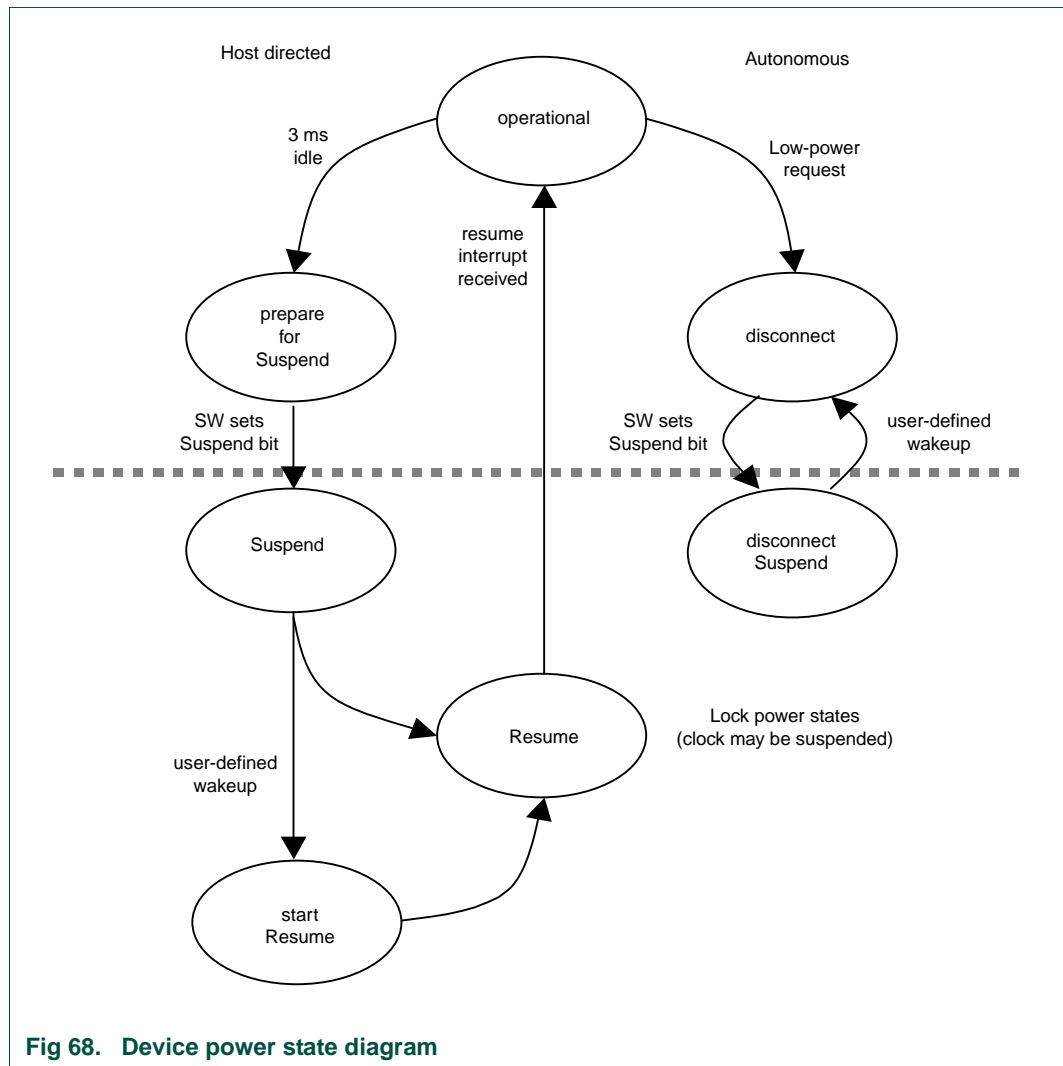 Host directed
Autonomous
operational
3 ms
idle
Low-power
request
resume
interrupt
received
prepare
for
Suspend
disconnect
SW sets
Suspend bit
SW sets
Suspend bit
user-defined
wakeup
Suspend
disconnect
Suspend
Resume
Lock power states
(clock may be suspended)
user-defined
wakeup
start
Resume
Fig 68. Device power state diagram